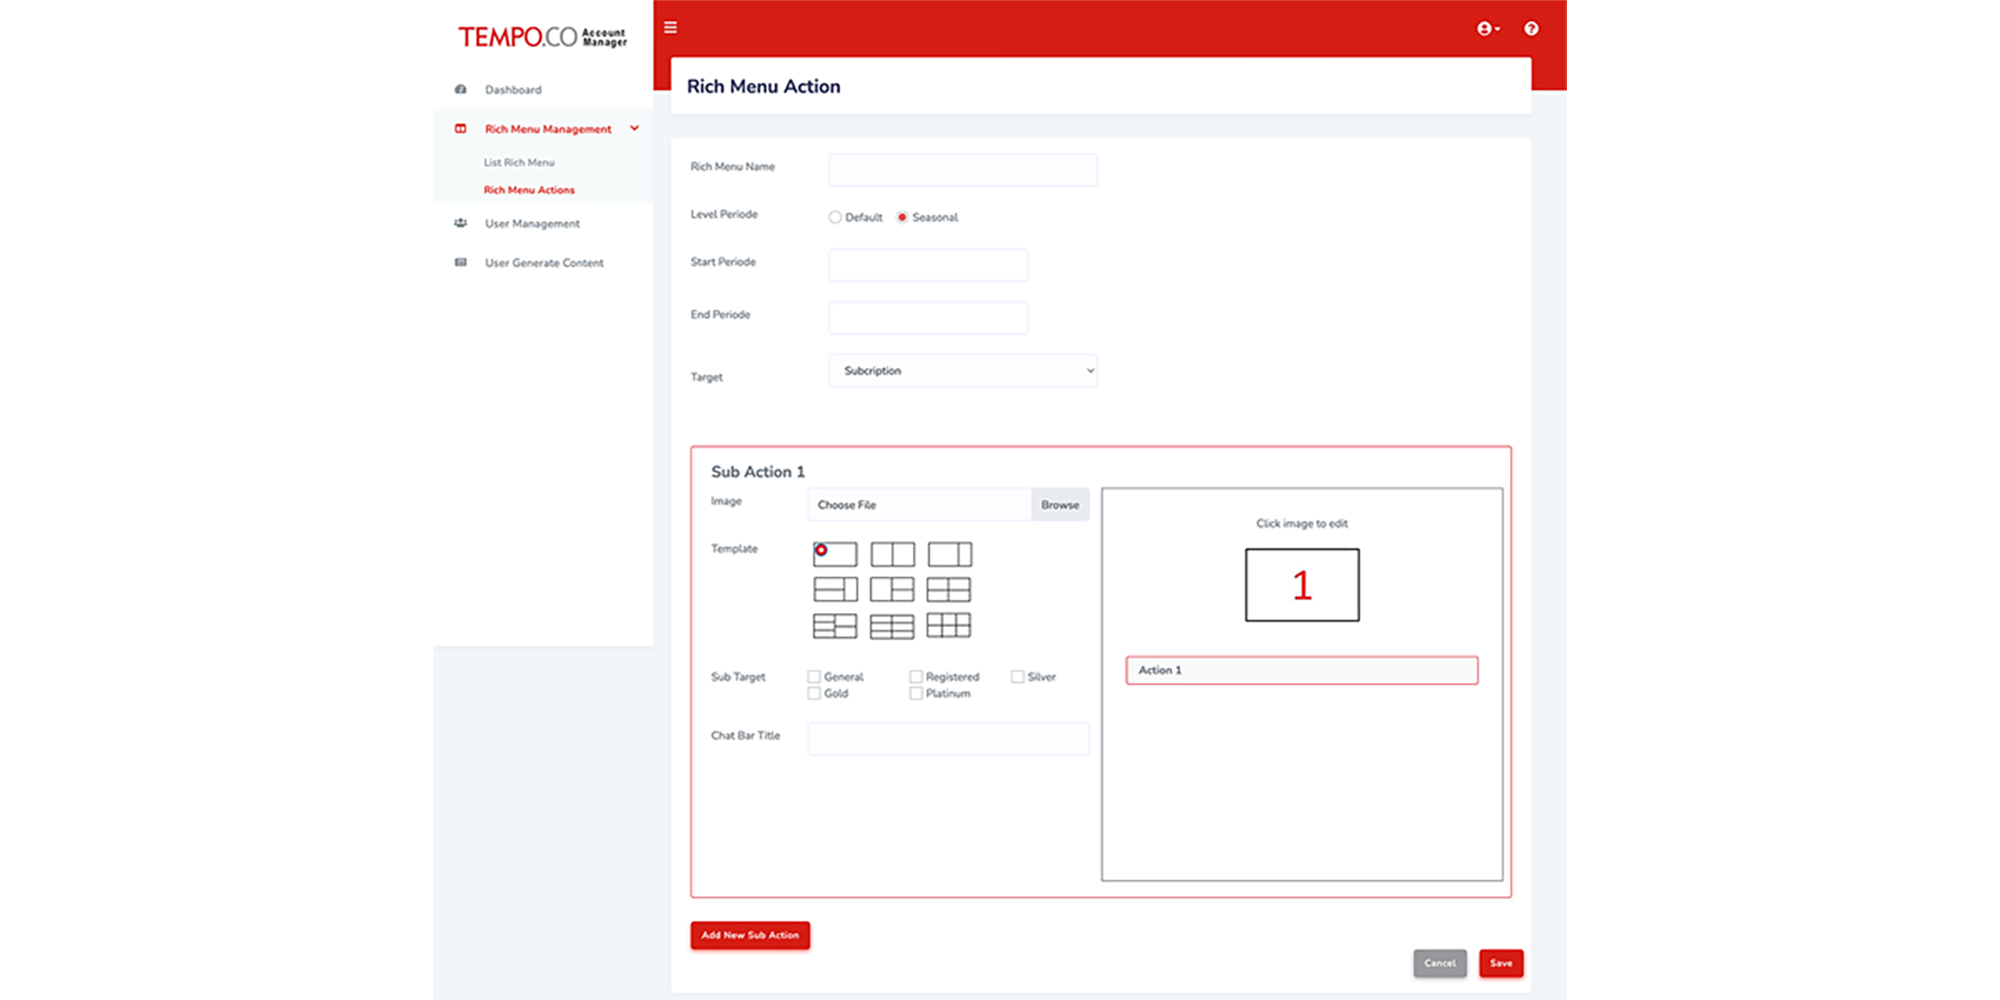 TEMPO.CO Account Manager
Dashboard
Rich Menu Management
List Rich Menu
Rich Menu Actions
User Management
User Generate Content
Rich Menu Action
Rich Menu Name
Level Periode
Default Seasonal
Start Periode
End Periode
Target
Subcription
Sub Action 1
Image
Choose File Browse
Template
Sub Target
General Registered Silver
Gold Platinum
Chat Bar Title
Click image to edit
1
Action 1
Add New Sub Action
Cancel Save